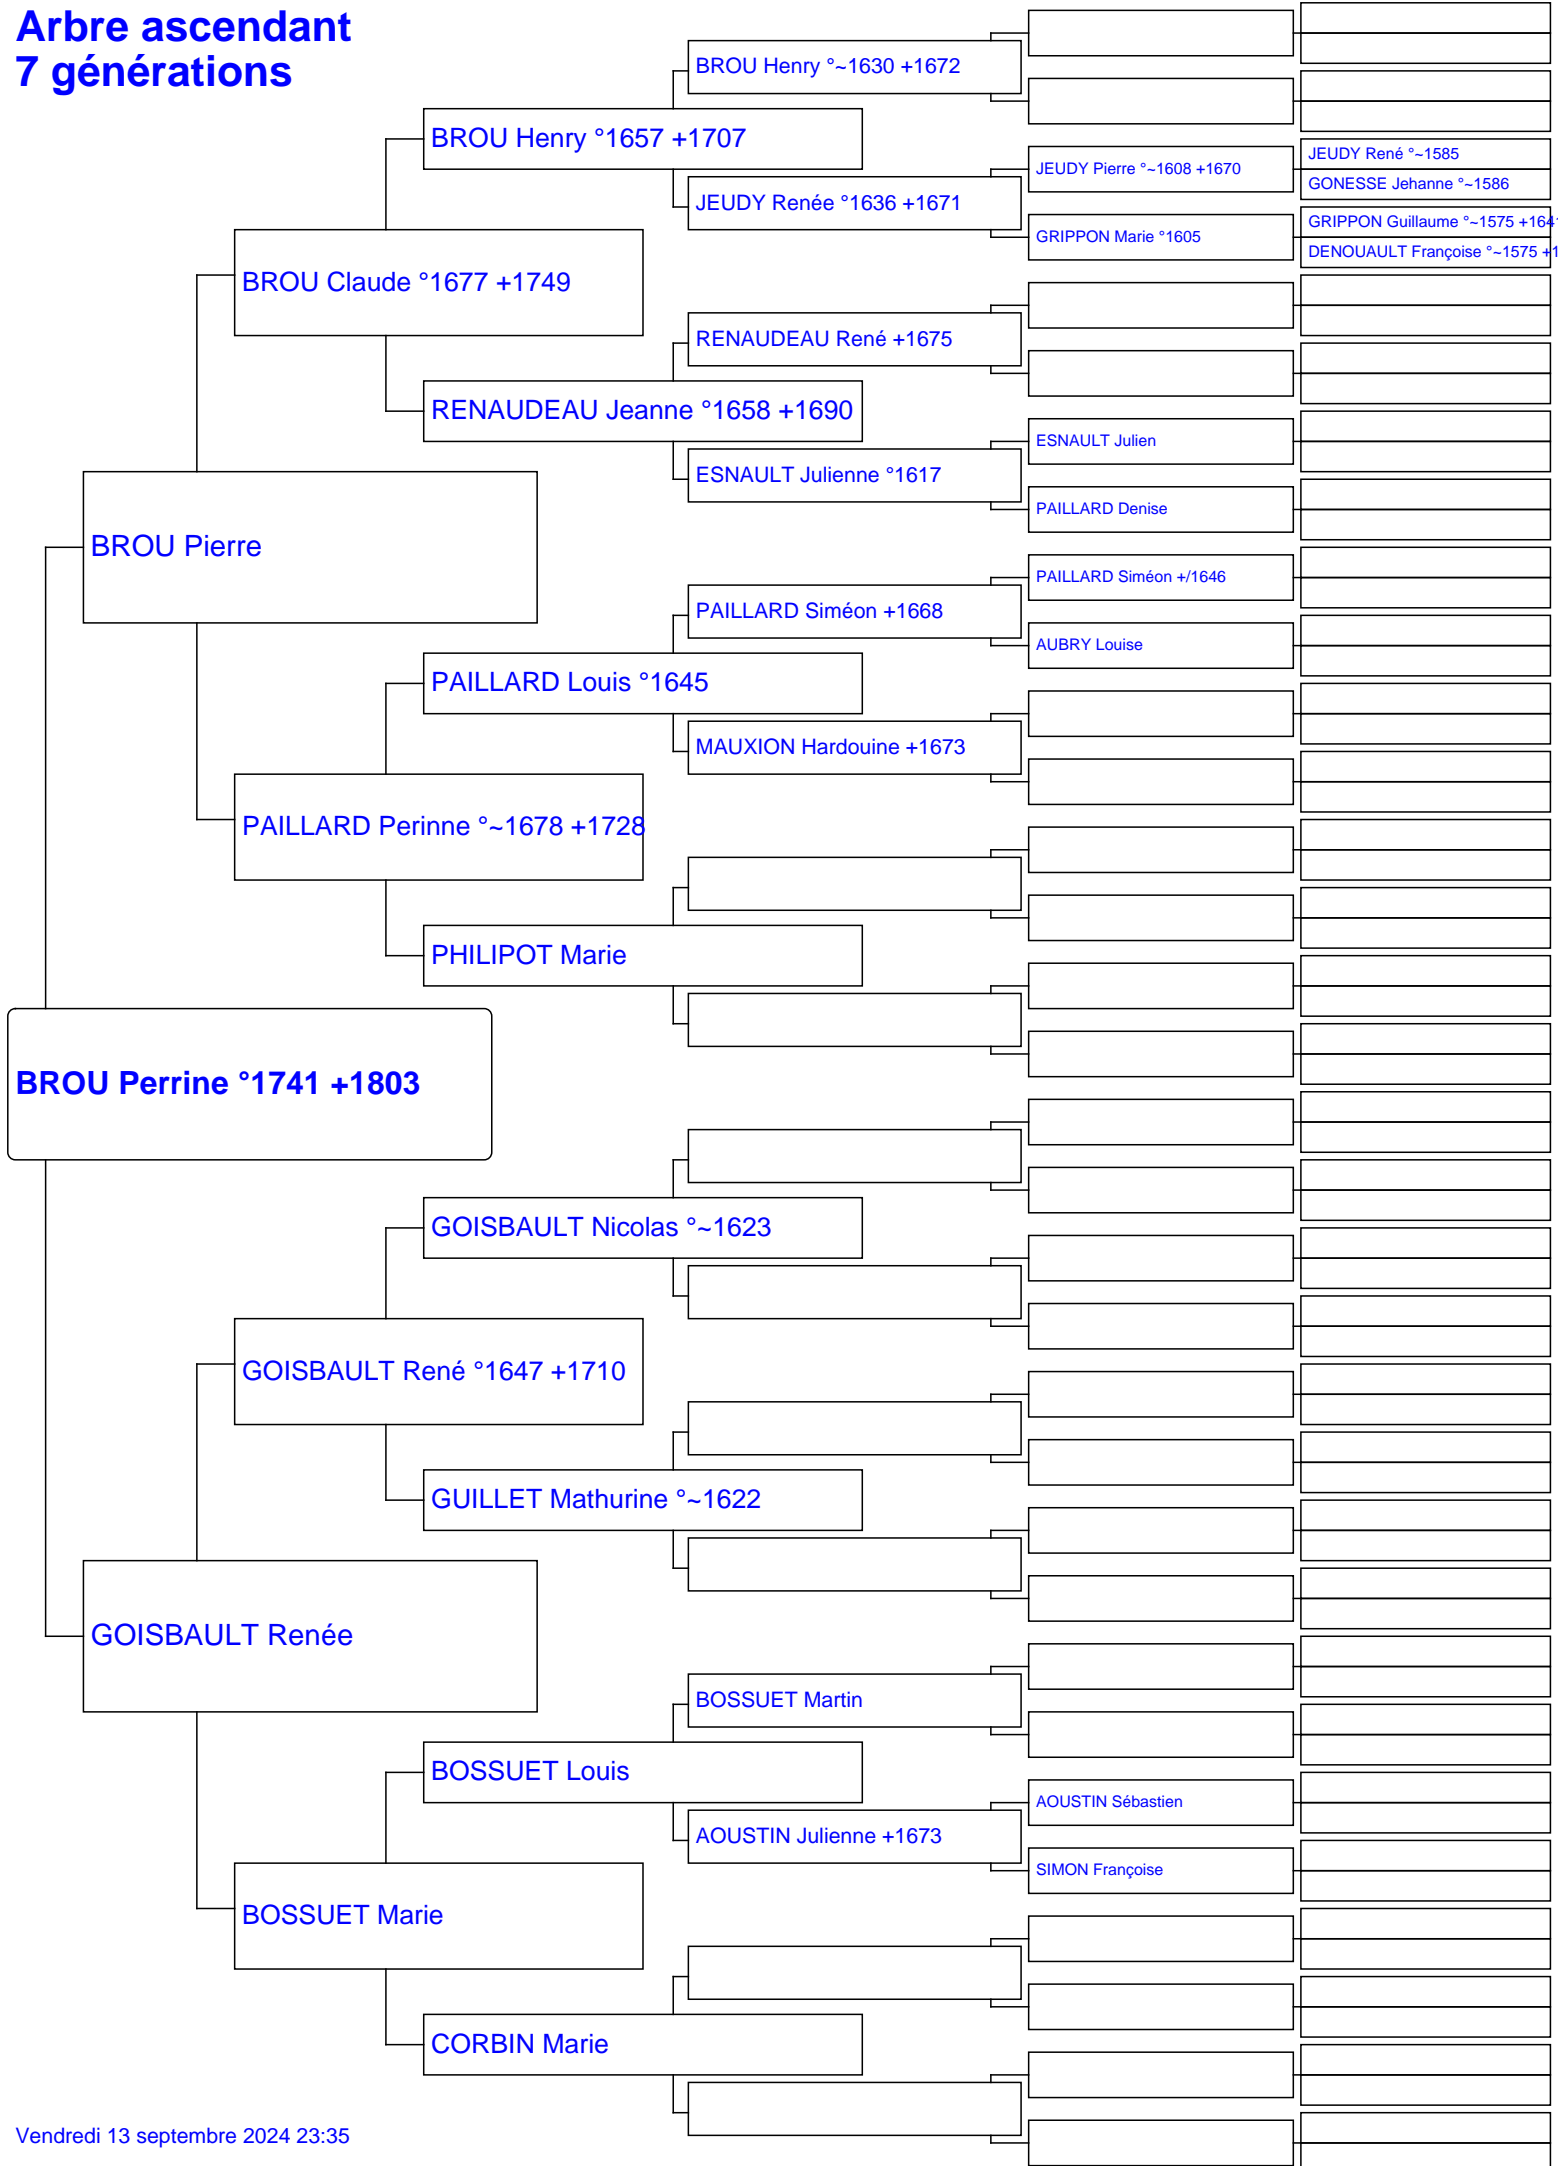 Arbre ascendant
7 générations
BROU Henry °~1630 +1672
BROU Henry °1657 +1707
JEUDY Pierre °~1608 +1670
JEUDY René °~1585
GONESSE Jehanne °~1586
JEUDY Renée °1636 +1671
GRIPPON Marie °1605
GRIPPON Guillaume °~1575 +1641
DENOUAULT Françoise °~1575 +1
BROU Claude °1677 +1749
RENAUDEAU René +1675
RENAUDEAU Jeanne °1658 +1690
ESNAULT Julien
ESNAULT Julienne °1617
PAILLARD Denise
BROU Pierre
PAILLARD Siméon +/1646
PAILLARD Siméon +1668
AUBRY Louise
PAILLARD Louis °1645
MAUXION Hardouine +1673
PAILLARD Perinne °~1678 +1728
PHILIPOT Marie
BROU Perrine °1741 +1803
GOISBAULT Nicolas °~1623
GOISBAULT René °1647 +1710
GUILLET Mathurine °~1622
GOISBAULT Renée
BOSSUET Martin
BOSSUET Louis
AOUSTIN Sébastien
AOUSTIN Julienne +1673
SIMON Françoise
BOSSUET Marie
CORBIN Marie
Vendredi 13 septembre 2024 23:35